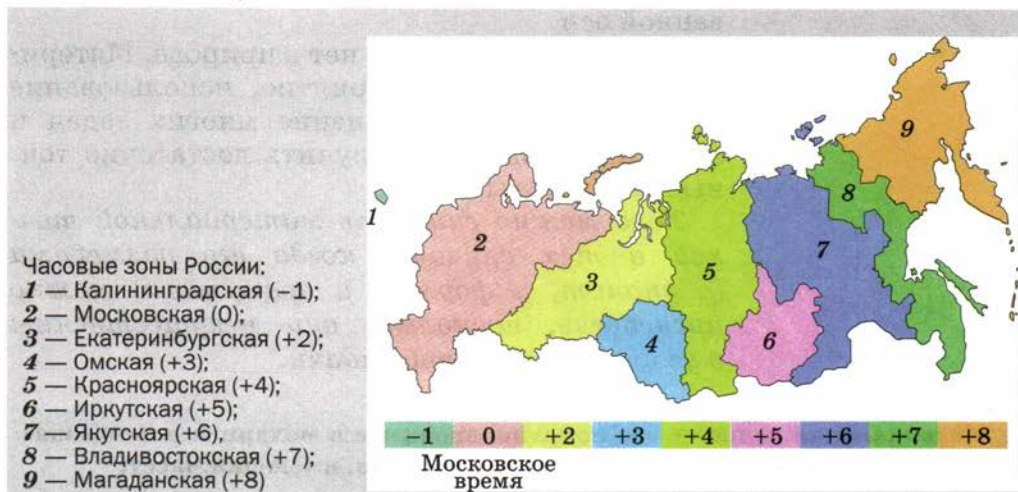 Часовые зоны России:
1 — Калининградская (−1);
2 — Московская (0);
3 — Екатеринбургская (+2);
4 — Омская (+3);
5 — Красноярская (+4);
6 — Иркутская (+5);
7 — Якутская (+6),
8 — Владивостокская (+7);
9 — Магаданская (+8)
1
2
3
4
5
6
7
8
9
−1 0 +2 +3 +4 +5 +6 +7 +8
Московское
время